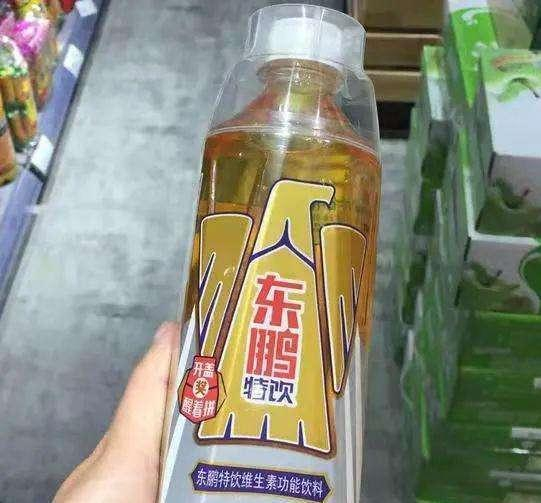 东鹏
特饮
开盖
奖
醒着拼
东鹏特饮维生素功能饮料